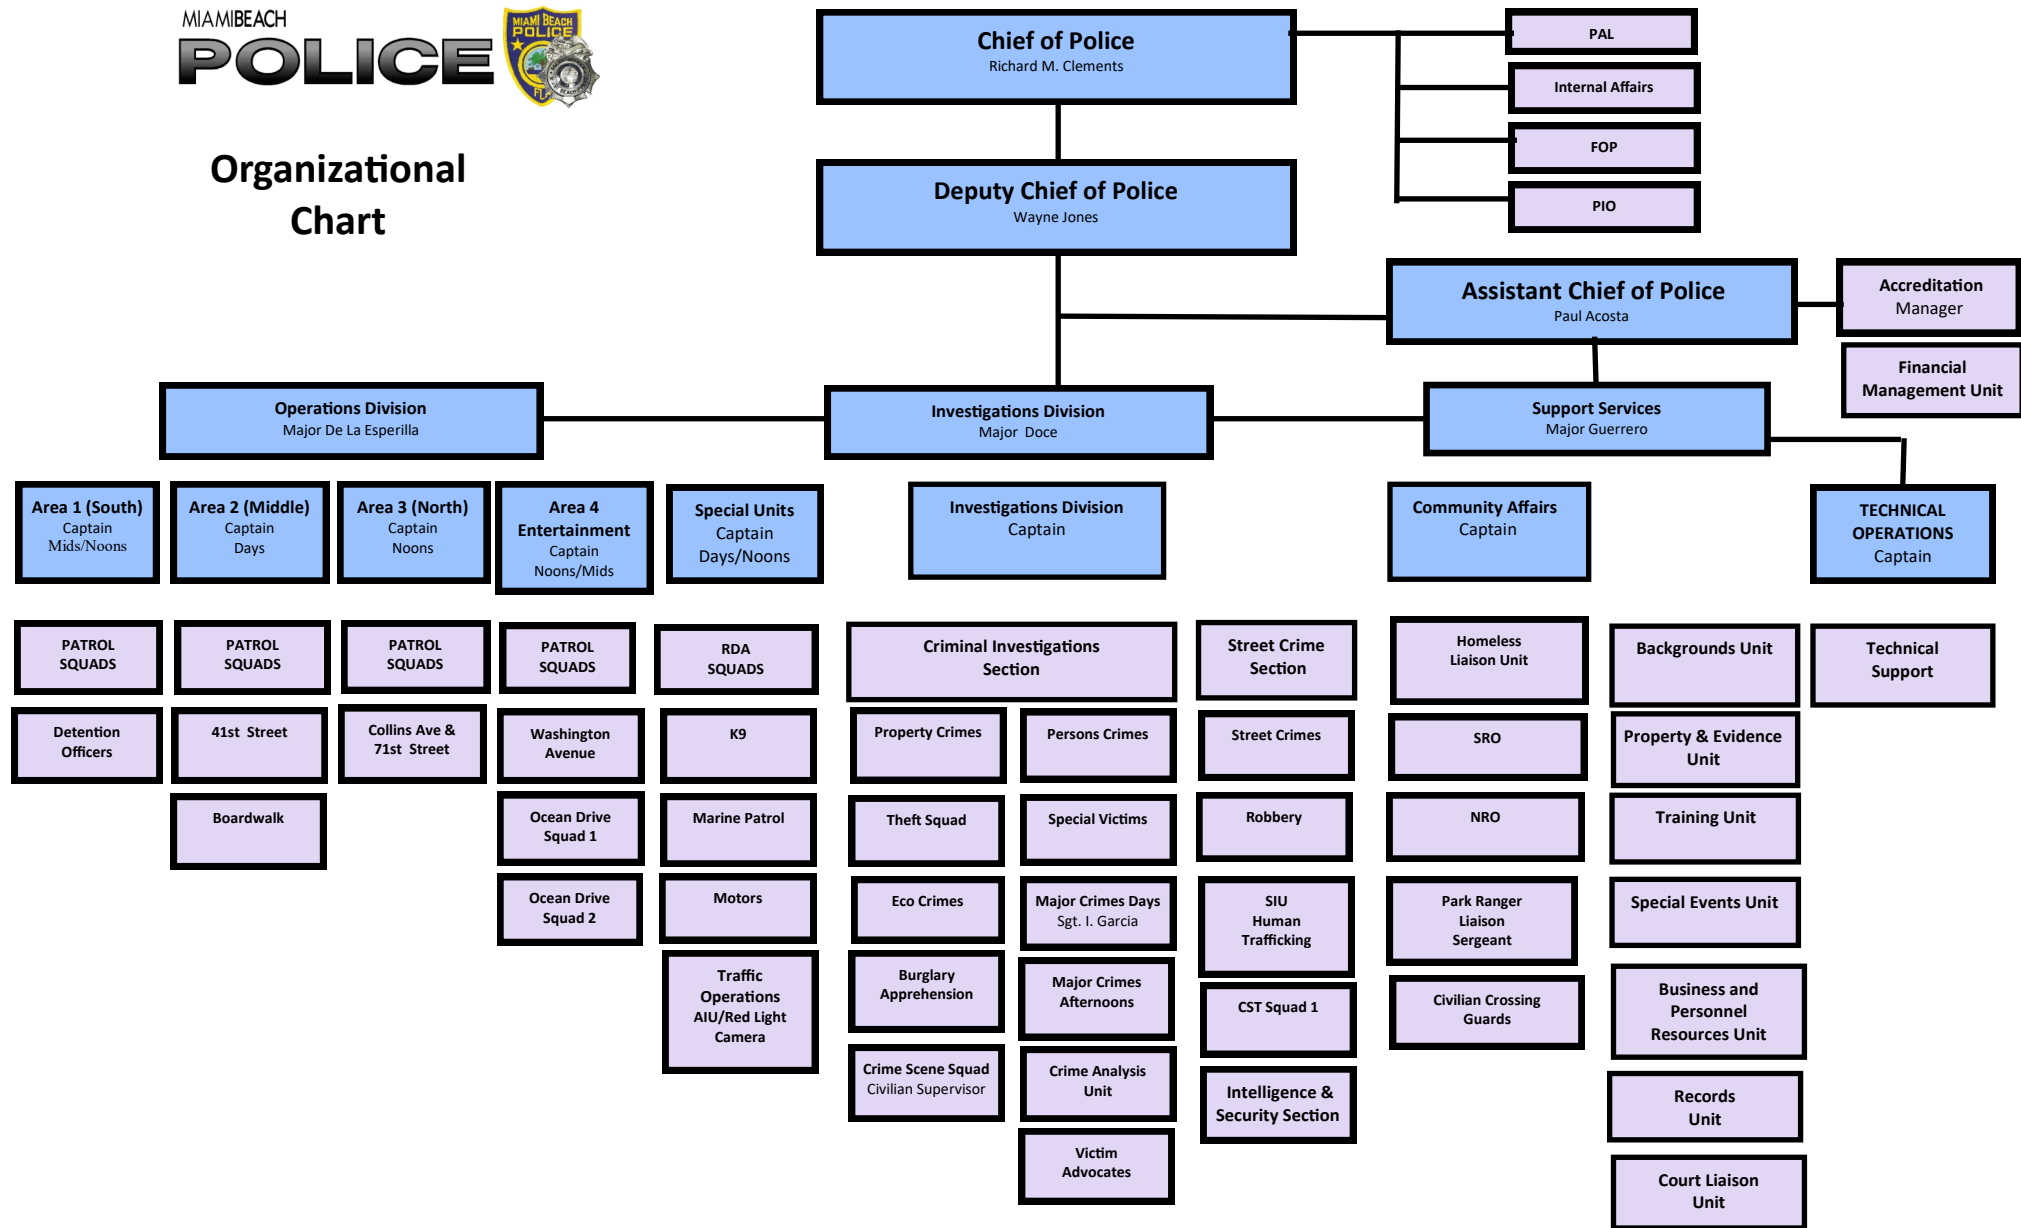 MIAMIBEACH
POLICE
MIAMI BEACH
POLICE
Organizational
Chart
Chief of Police
Richard M. Clements
PAL
Internal Affairs
FOP
PIO
Deputy Chief of Police
Wayne Jones
Assistant Chief of Police
Paul Acosta
Accreditation
Manager
Financial
Management Unit
Operations Division
Major De La Esperilla
Investigations Division
Major Doce
Support Services
Major Guerrero
Area 1 (South)
Captain
Mids/Noons
Area 2 (Middle)
Captain
Days
Area 3 (North)
Captain
Noons
Area 4
Entertainment
Captain
Noons/Mids
Special Units
Captain
Days/Noons
Investigations Division
Captain
Community Affairs
Captain
TECHNICAL
OPERATIONS
Captain
PATROL
SQUADS
PATROL
SQUADS
PATROL
SQUADS
PATROL
SQUADS
RDA
SQUADS
Criminal Investigations
Section
Street Crime
Section
Homeless
Liaison Unit
Backgrounds Unit
Technical
Support
Detention
Officers
41st Street
Collins Ave &
71st Street
Washington
Avenue
K9
Property Crimes
Persons Crimes
Street Crimes
SRO
Property & Evidence
Unit
Boardwalk
Ocean Drive
Squad 1
Marine Patrol
Theft Squad
Special Victims
Robbery
NRO
Training Unit
Ocean Drive
Squad 2
Motors
Eco Crimes
Major Crimes Days
Sgt. I. Garcia
SIU
Human
Trafficking
Park Ranger
Liaison
Sergeant
Special Events Unit
Traffic
Operations
AIU/Red Light
Camera
Burglary
Apprehension
Major Crimes
Afternoons
CST Squad 1
Civilian Crossing
Guards
Business and
Personnel
Resources Unit
Crime Scene Squad
Civilian Supervisor
Crime Analysis
Unit
Intelligence &
Security Section
Records
Unit
Victim
Advocates
Court Liaison
Unit